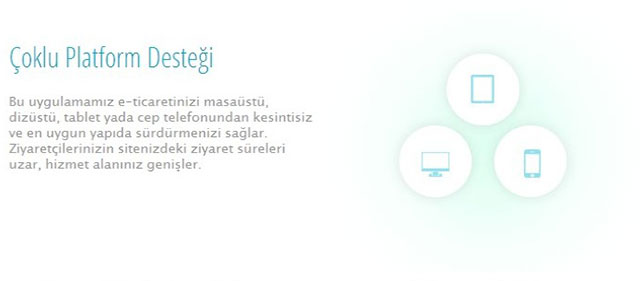 Çoklu Platform Desteği
Bu uygulamamız e-ticaretinizi masaüstü,
dizüstü, tablet yada cep telefonundan kesintisiz
ve en uygun yapıda sürdürmenizi sağlar.
Ziyaretçilerinizin sitenizdeki ziyaret süreleri
uzar, hizmet alanınız genişler.